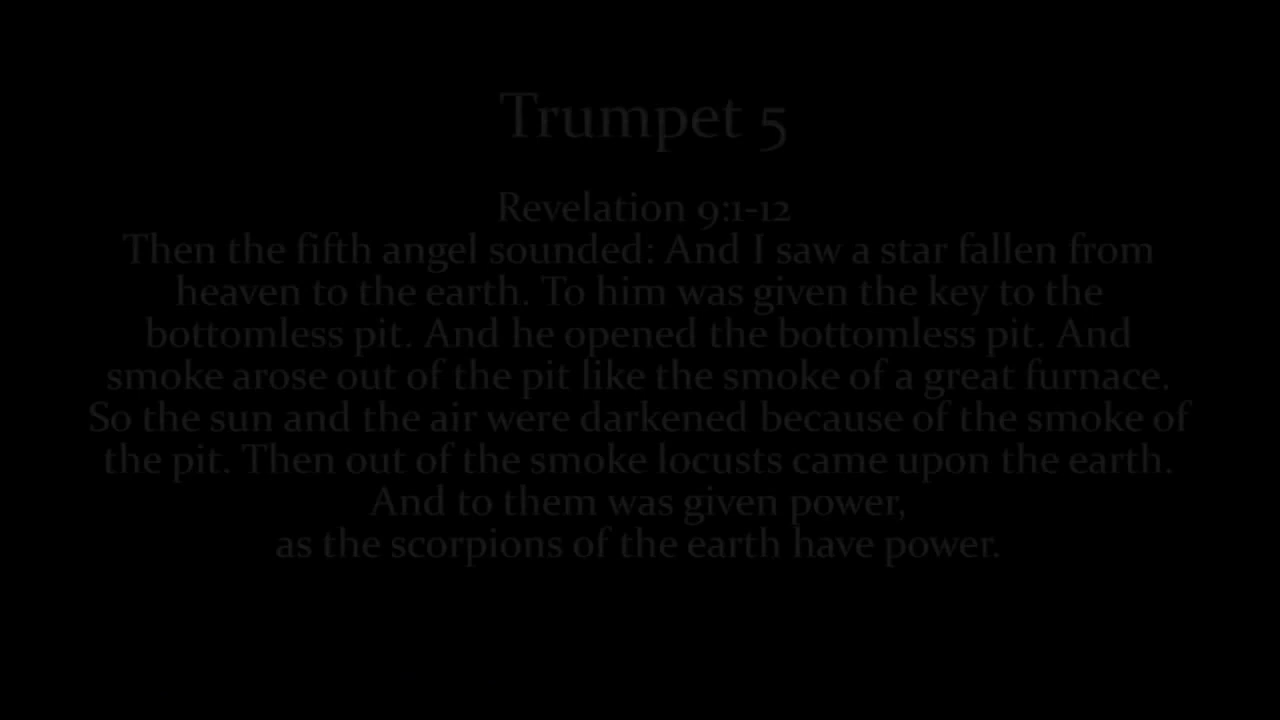 Trumpet 5
Revelation 9:1-12
Then the fifth angel sounded: And I saw a star fallen from
heaven to the earth. To him was given the key to the
bottomless pit. And he opened the bottomless pit. And
smoke arose out of the pit like the smoke of a great furnace.
So the sun and the air were darkened because of the smoke of
the pit. Then out of the smoke locusts came upon the earth.
And to them was given power,
as the scorpions of the earth have power.